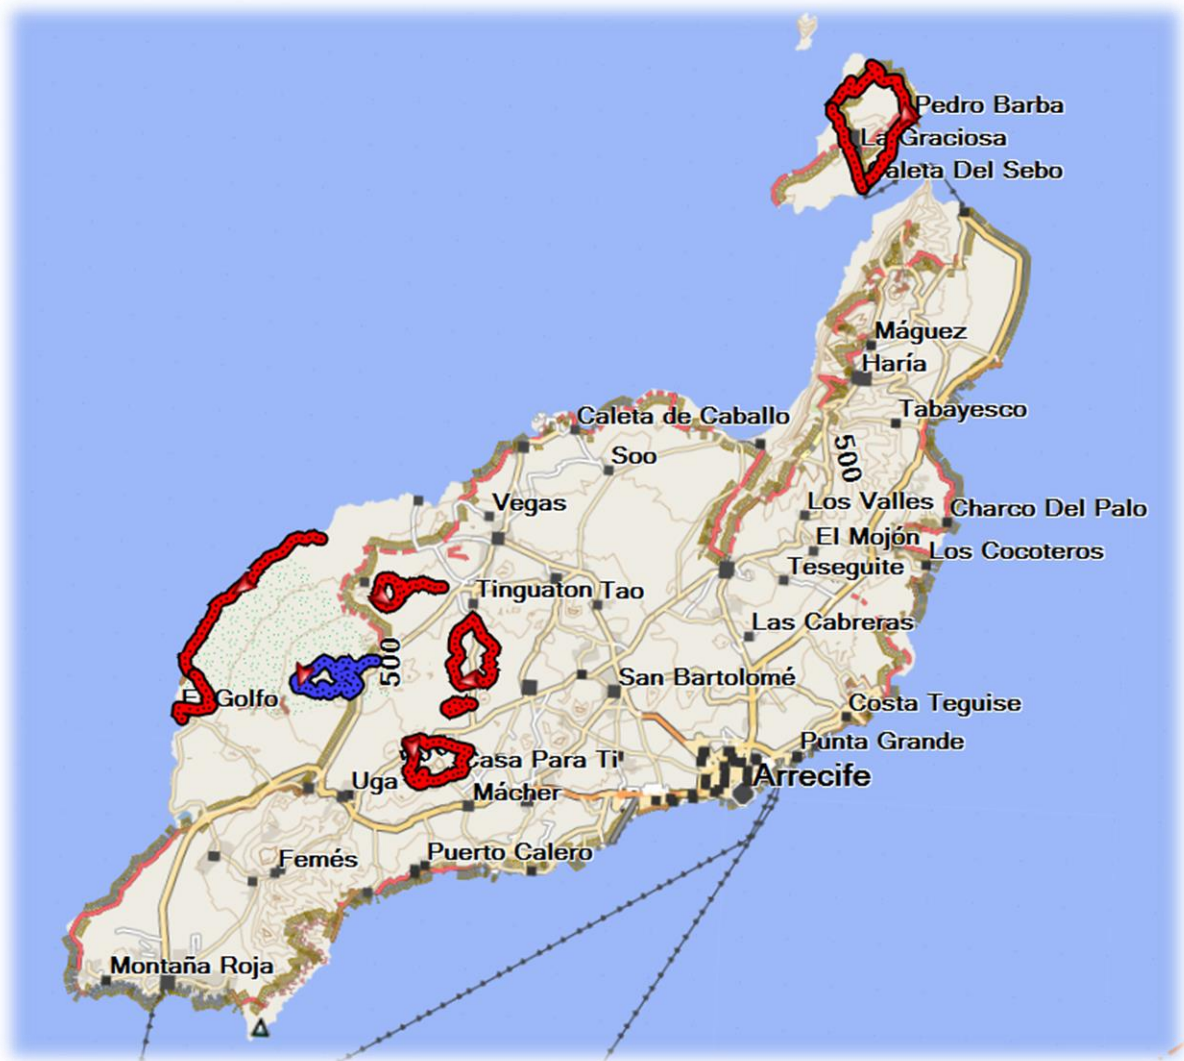 Pedro Barba
La Graciosa
Caleta Del Sebo
Máguez
Haría
Tabayesco
Caleta de Caballo
500
Soo
Los Valles
Vegas
Charco Del Palo
El Mojón
Los Cocoteros
Teseguite
Tinguaton
Tao
Las Cabreras
500
San Bartolomé
El Golfo
Costa Teguise
Punta Grande
Casa Para Ti'
Arrecife
Uga
Mácher
Puerto Calero
Femés
Montaña Roja